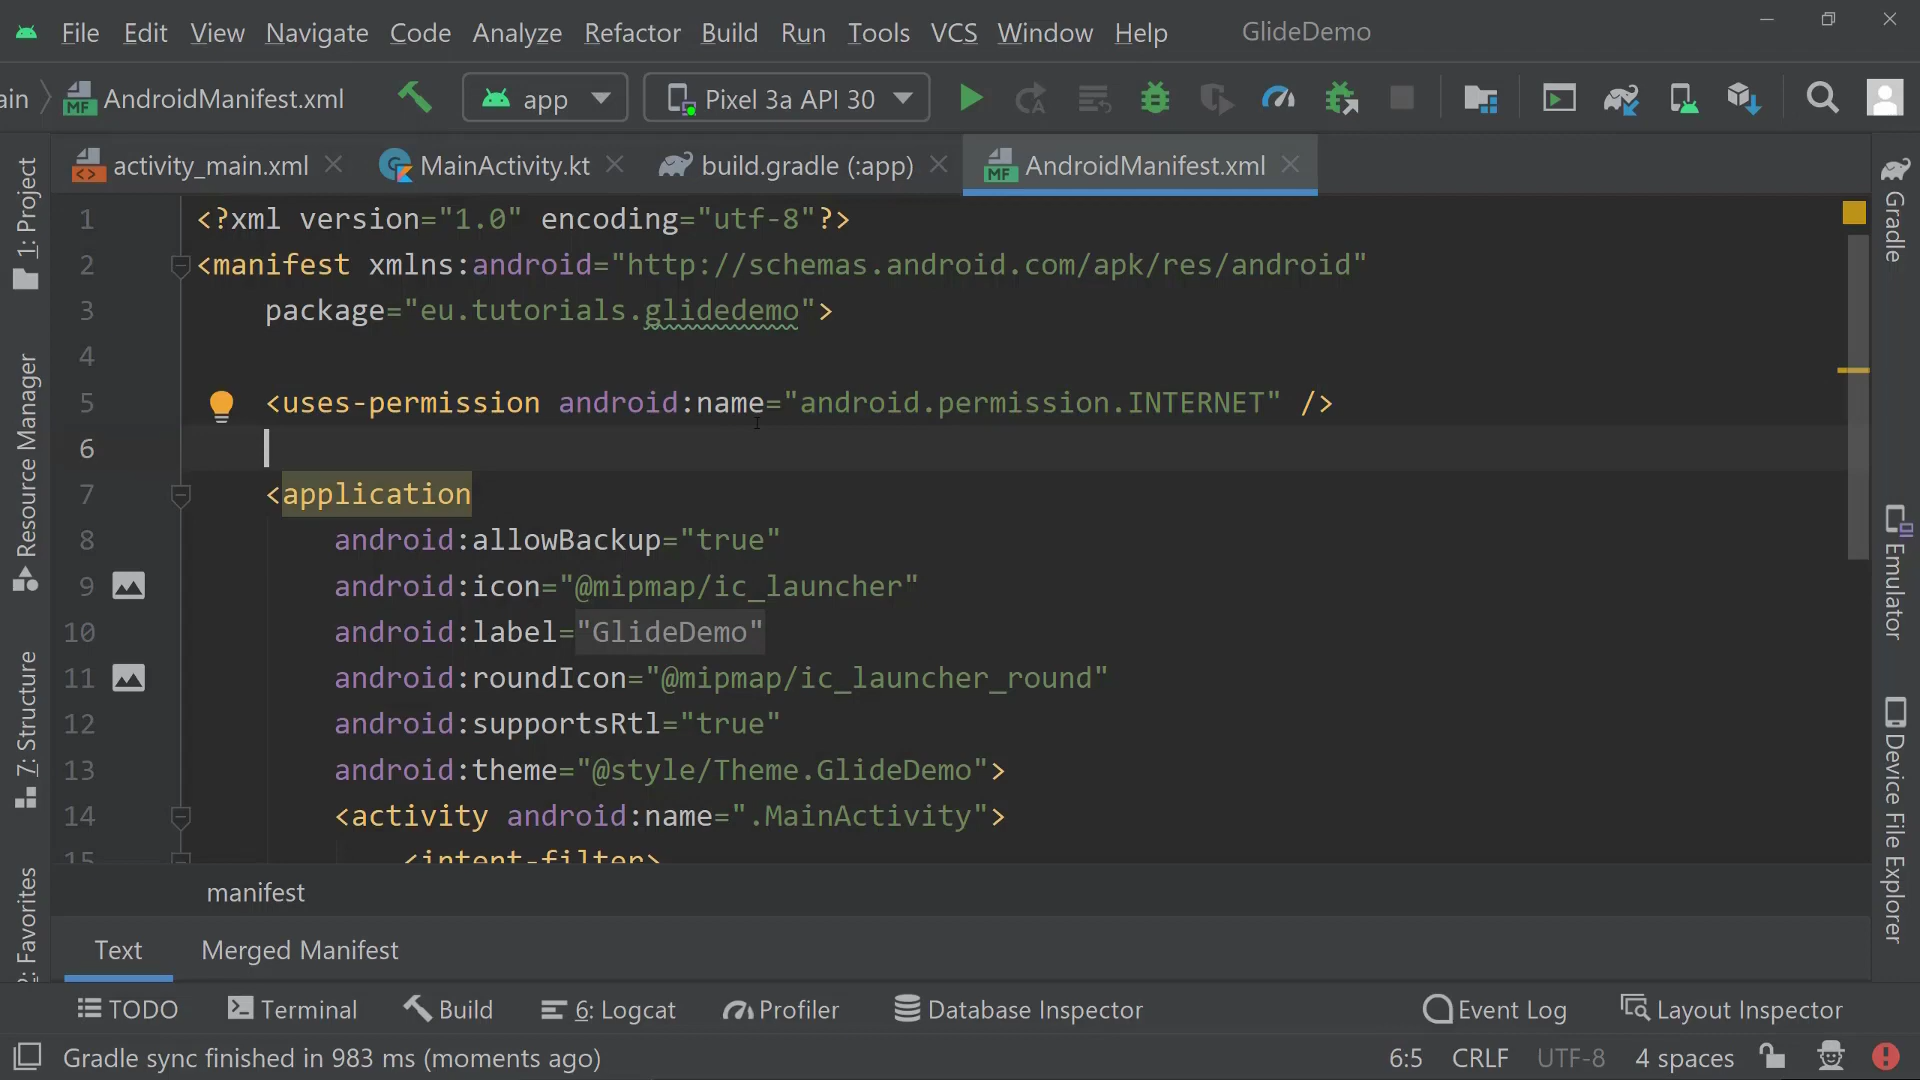 File Edit View Navigate Code Analyze Refactor Build Run Tools VCS Window Help GlideDemo
ain AndroidManifest.xml app Pixel 3a API 30
activity_main.xml MainActivity.kt build.gradle (:app) AndroidManifest.xml
1: Project
Resource Manager
7: Structure
2: Favorites
1 <?xml version="1.0" encoding="utf-8"?>
2 <manifest xmlns:android="http://schemas.android.com/apk/res/android"
3 package="eu.tutorials.glidedemo">
4
5 <uses-permission android:name="android.permission.INTERNET" />
6
7 <application
8 android:allowBackup="true"
9 android:icon="@mipmap/ic_launcher"
10 android:label="GlideDemo"
11 android:roundIcon="@mipmap/ic_launcher_round"
12 android:supportsRtl="true"
13 android:theme="@style/Theme.GlideDemo">
14 <activity android:name=".MainActivity">
15 <intent-filter>
Gradle
Emulator
Device File Explorer
manifest
Text Merged Manifest
TODO Terminal Build 6: Logcat Profiler Database Inspector Event Log Layout Inspector
Gradle sync finished in 983 ms (moments ago) 6:5 CRLF UTF-8 4 spaces